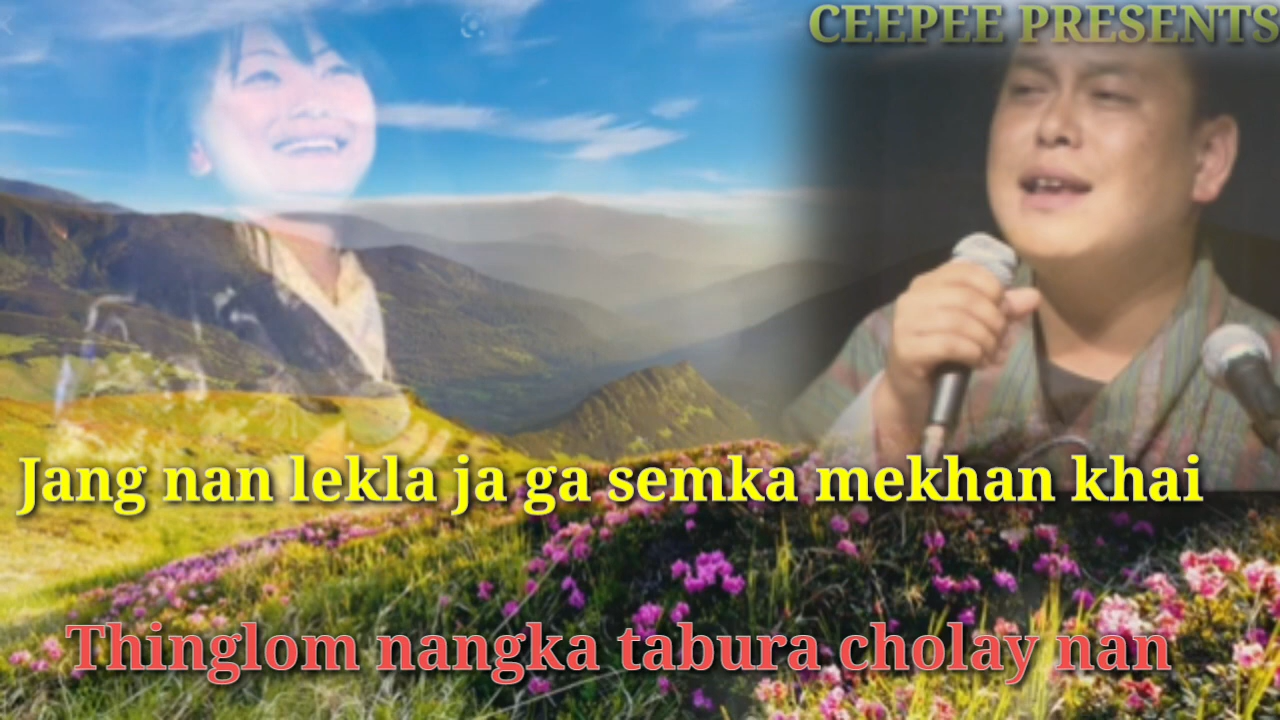 CEEPEE PRESENTS
Jang nan lekla ja ga semka mekhan khai
Thinglom nangka tabura cholay nan